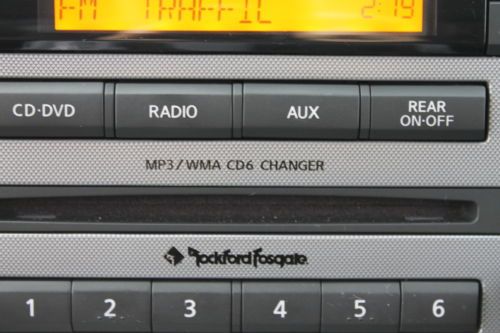 FM TRAFFIC 2:19
CD·DVD RADIO AUX REAR ON·OFF
MP3/WMA CD6 CHANGER
Rockford Fosgate
1 2 3 4 5 6